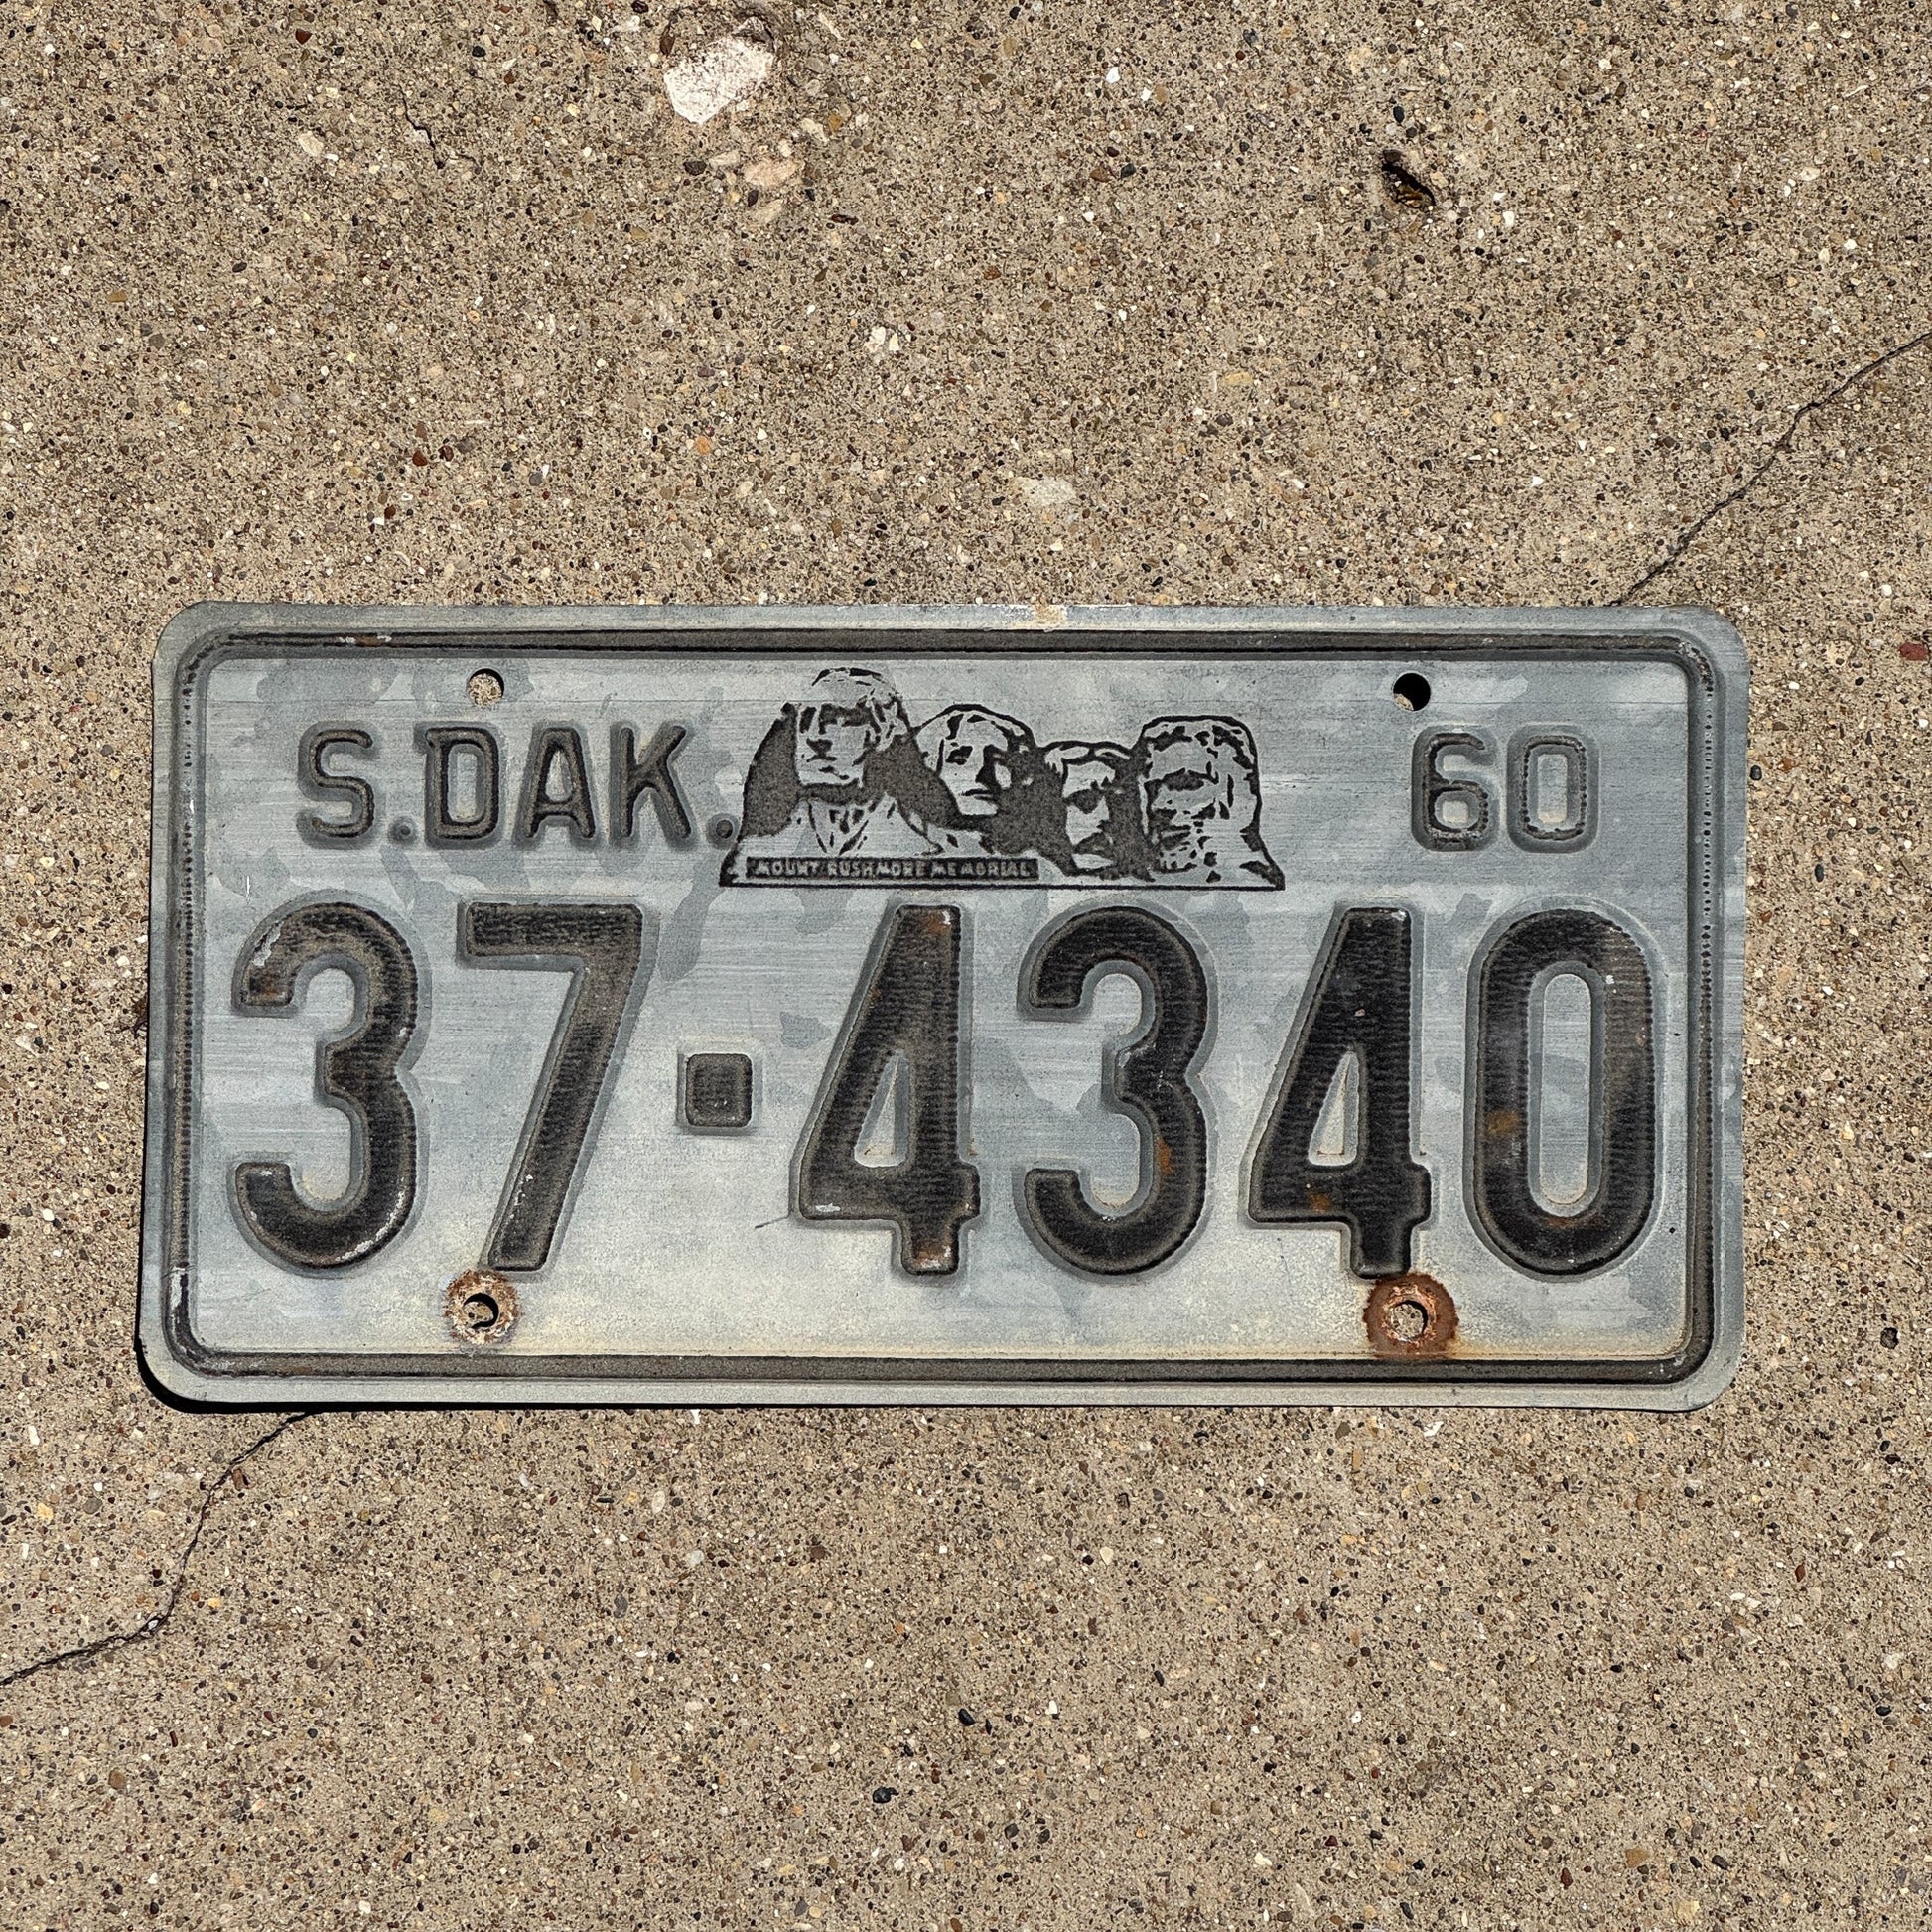 S.DAK. 60
MOUNT RUSHMORE MEMORIAL
37-4340